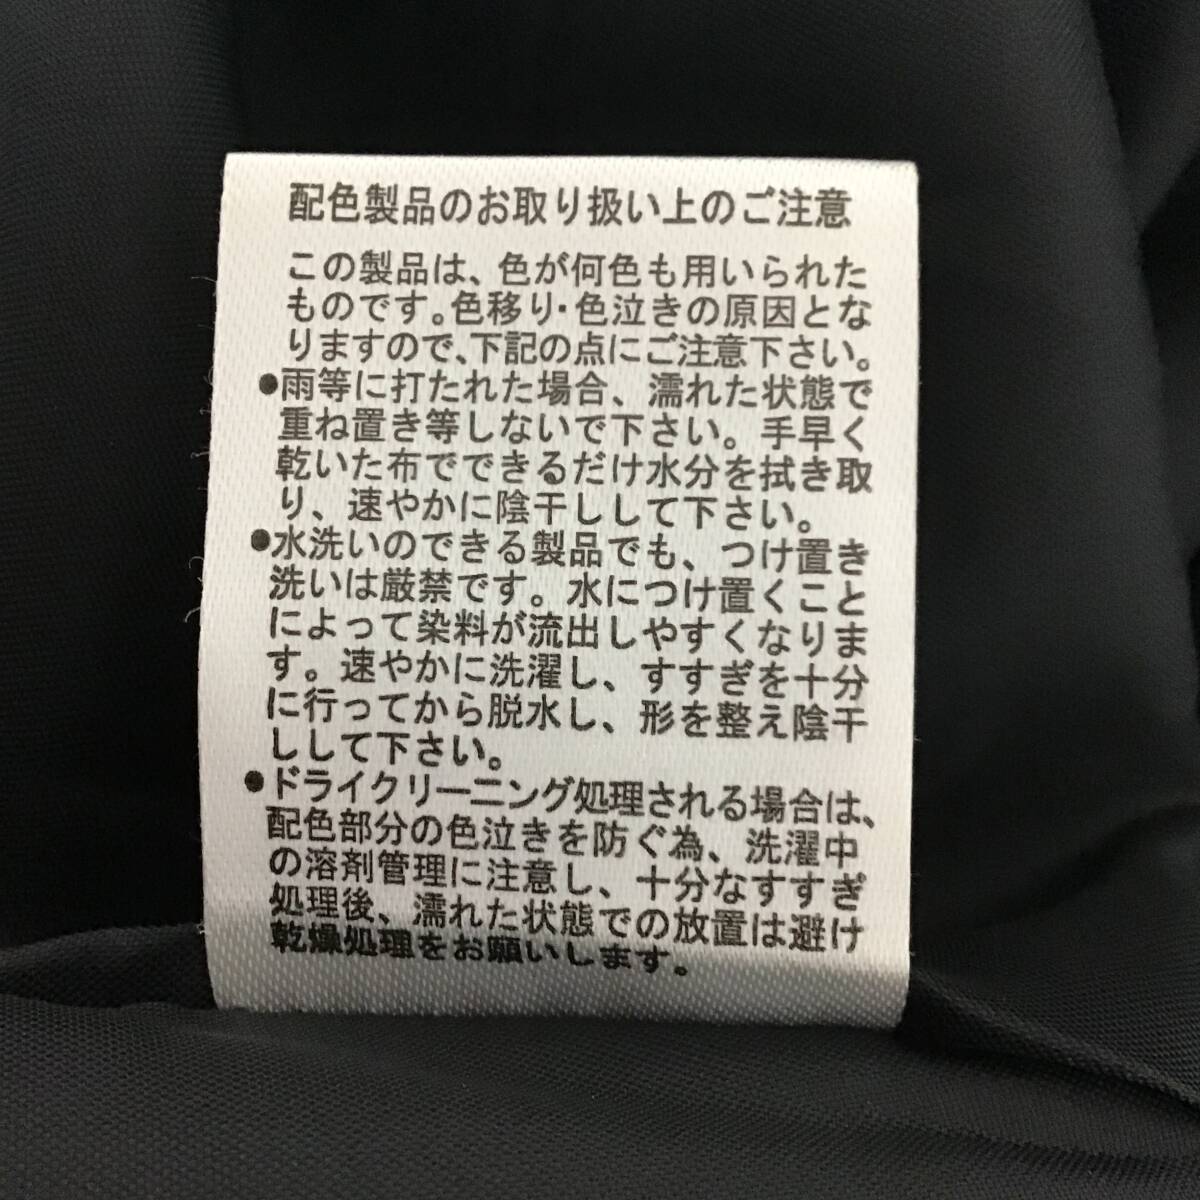 配色製品のお取り扱い上のご注意
この製品は、色が何色も用いられた
ものです。色移り・色泣きの原因とな
りますので、下記の点にご注意下さい。
●雨等に打たれた場合、濡れた状態で
重ね置き等しないで下さい。手早く
乾いた布でできるだけ水分を拭き取
り、速やかに陰干しして下さい。
●水洗いのできる製品でも、つけ置き
洗いは厳禁です。水につけ置くこと
によって染料が流出しやすくなりま
す。速やかに洗濯し、すすぎを十分
に行ってから脱水し、形を整え陰干
しして下さい。
●ドライクリーニング処理される場合は、
配色部分の色泣きを防ぐ為、洗濯中
の溶剤管理に注意し、十分なすすぎ
処理後、濡れた状態での放置は避け
乾燥処理をお願いします。